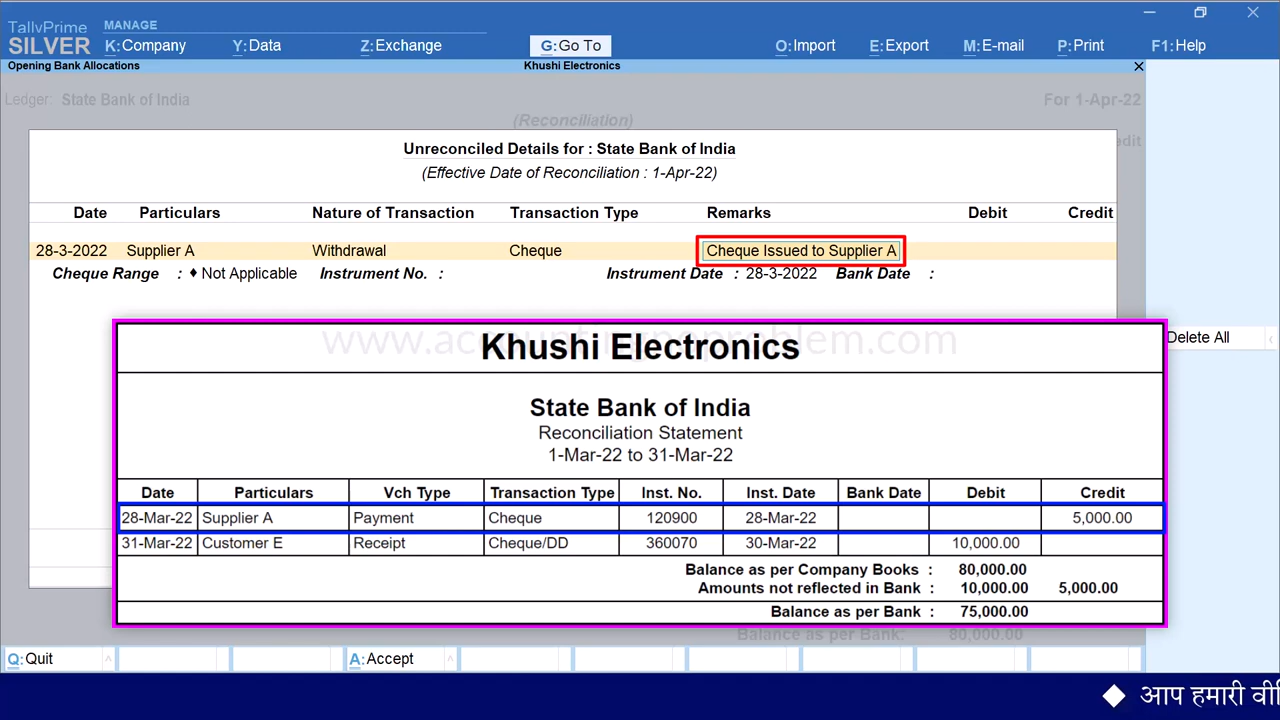 TallyPrime MANAGE
SILVER K:Company Y:Data Z:Exchange G:Go To O:Import E:Export M:E-mail P:Print F1:Help
Opening Bank Allocations Khushi Electronics
Ledger: State Bank of India For 1-Apr-22
(Reconciliation)
edit
Unreconciled Details for : State Bank of India
(Effective Date of Reconciliation : 1-Apr-22)
Date Particulars Nature of Transaction Transaction Type Remarks Debit Credit
28-3-2022 Supplier A Withdrawal Cheque Cheque Issued to Supplier A
Cheque Range : ♦ Not Applicable Instrument No. : Instrument Date : 28-3-2022 Bank Date :
www.accountingnoproblem.com
Delete All
Khushi Electronics
State Bank of India
Reconciliation Statement
1-Mar-22 to 31-Mar-22
Date Particulars Vch Type Transaction Type Inst. No. Inst. Date Bank Date Debit Credit
28-Mar-22 Supplier A Payment Cheque 120900 28-Mar-22 5,000.00
31-Mar-22 Customer E Receipt Cheque/DD 360070 30-Mar-22 10,000.00
Balance as per Company Books : 80,000.00
Amounts not reflected in Bank : 10,000.00 5,000.00
Balance as per Bank : 75,000.00
Balance as per Bank: 80,000.00
Q:Quit A:Accept
◆ आप हमारी वी